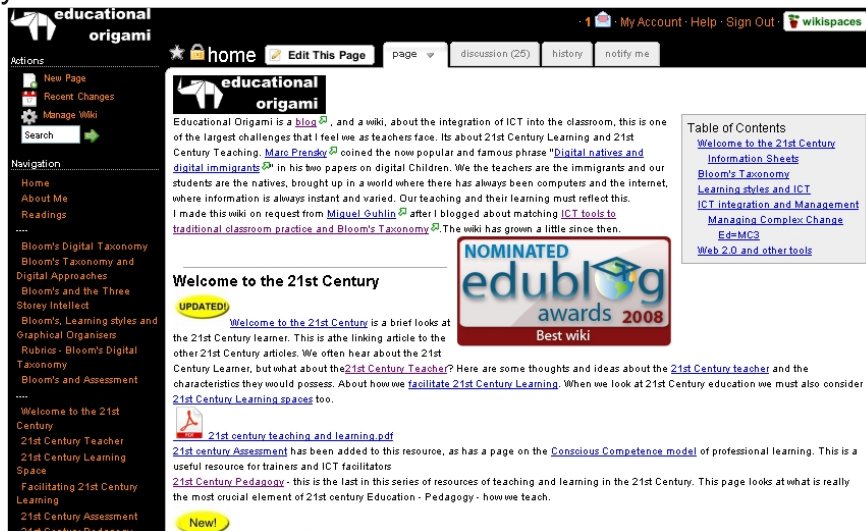 educational
origami
1 My Account · Help · Sign Out · wikispaces
Actions
New Page
Recent Changes
Manage Wiki
Search
Navigation
Home
About Me
Readings
----
Bloom's Digital Taxonomy
Bloom's Taxonomy and
Digital Approaches
Bloom's and the Three
Storey Intellect
Bloom's, Learning styles and
Graphical Organisers
Rubrics - Bloom's Digital
Taxonomy
Bloom's and Assessment
----
Welcome to the 21st
Century
21st Century Teacher
21st Century Learning
Space
Facilitating 21st Century
Learning
21st Century Assessment
21st Century Pedagogy
home Edit This Page page discussion (25) history notify me
educational
origami
Educational Origami is a blog, and a wiki, about the integration of ICT into the classroom, this is one
of the largest challenges that I feel we as teachers face. Its about 21st Century Learning and 21st
Century Teaching. Marc Prensky coined the now popular and famous phrase "Digital natives and
digital immigrants" in his two papers on digital Children. We the teachers are the immigrants and our
students are the natives, brought up in a world where there has always been computers and the internet,
where information is always instant and varied. Our teaching and their learning must reflect this.
I made this wiki on request from Miguel Guhlin after I blogged about matching ICT tools to
traditional classroom practice and Bloom's Taxonomy.The wiki has grown a little since then.
Table of Contents
Welcome to the 21st Century
Information Sheets
Bloom's Taxonomy
Learning styles and ICT
ICT integration and Management
Managing Complex Change
Ed=MC3
Web 2.0 and other tools
NOMINATED
edublog
awards 2008
Best wiki
Welcome to the 21st Century
UPDATED!
Welcome to the 21st Century is a brief looks at
the 21st Century learner. This is athe linking article to the
other 21st Century articles. We often hear about the 21st
Century Learner, but what about the21st Century Teacher? Here are some thoughts and ideas about the 21st Century teacher and the
characteristics they would possess. About how we facilitate 21st Century Learning. When we look at 21st Century education we must also consider
21st Century Learning spaces too.
21st century teaching and learning.pdf
21st century Assessment has been added to this resource, as has a page on the Conscious Competence model of professional learning. This is a
useful resource for trainers and ICT facilitators
21st Century Pedagogy - this is the last in this series of resources of teaching and learning in the 21st Century. This page looks at what is really
the most crucial element of 21st century Education - Pedagogy - how we teach.
New!